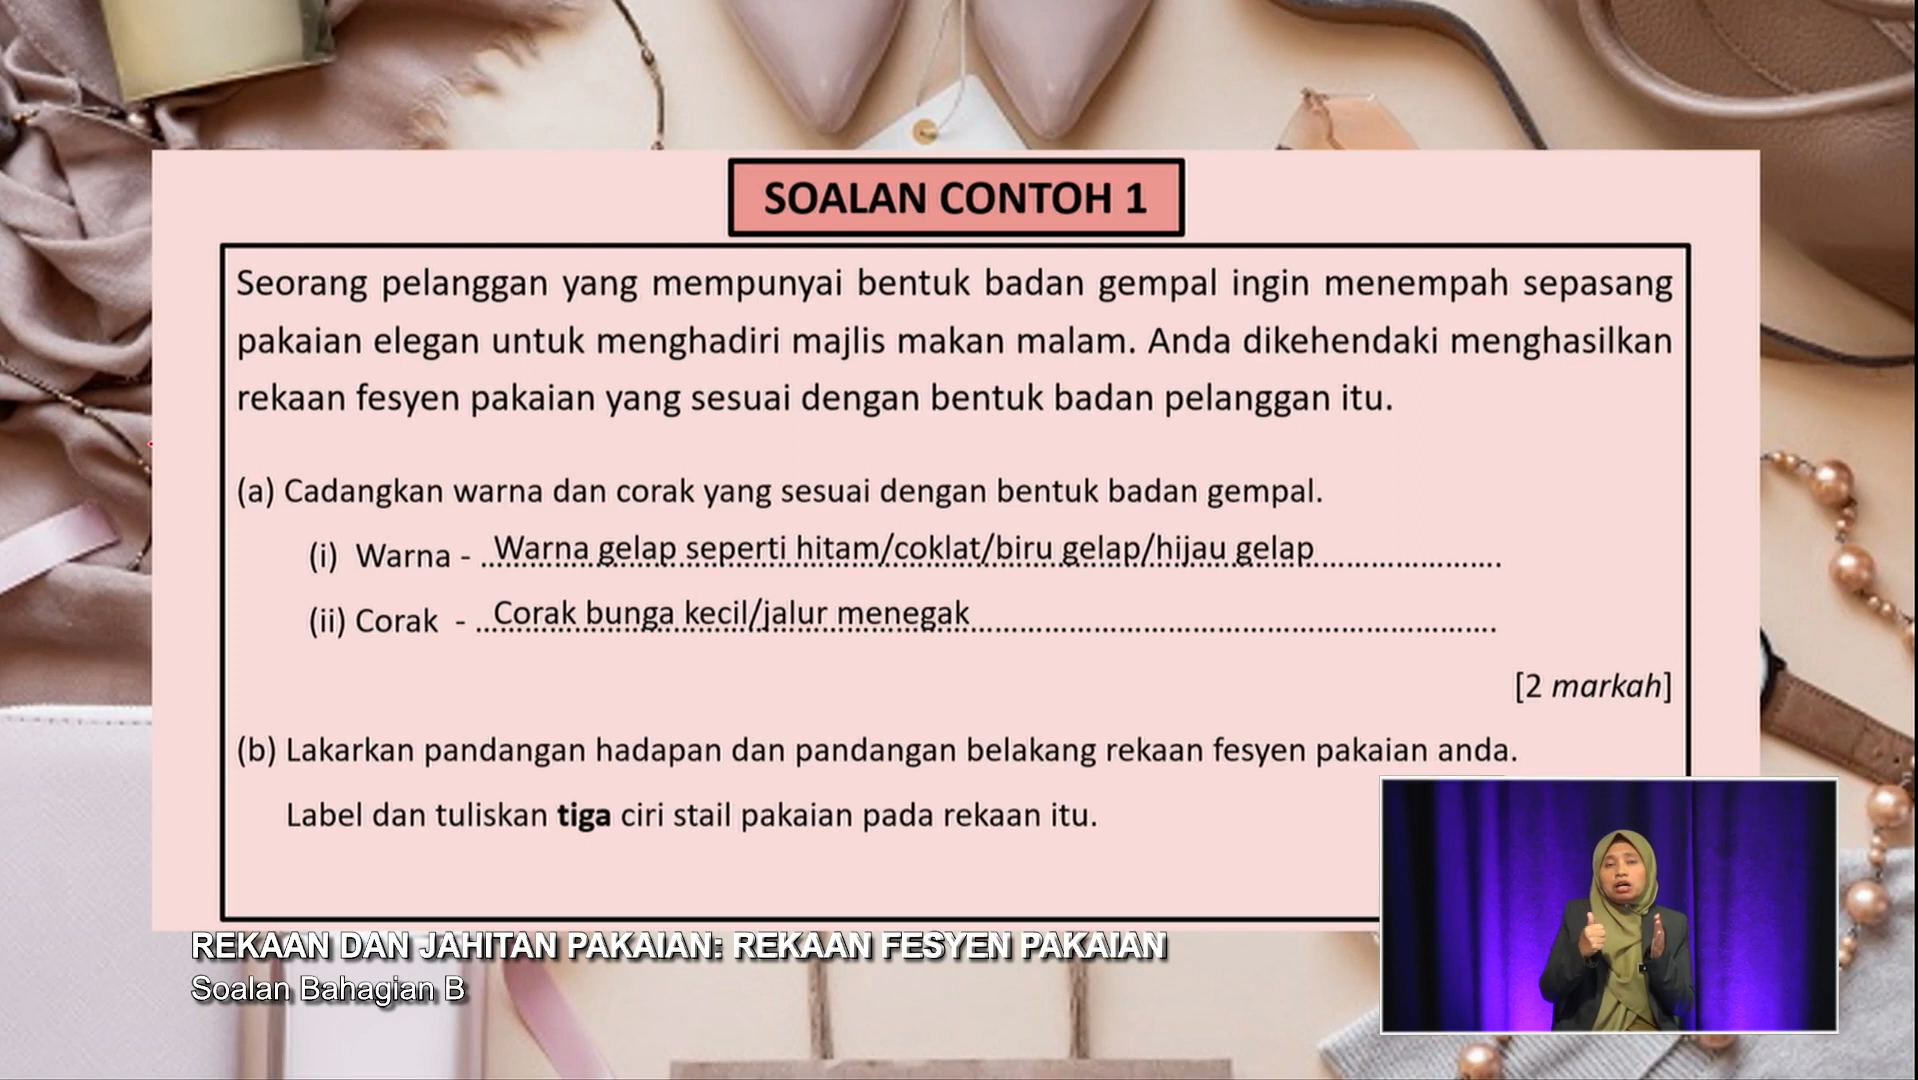 SOALAN CONTOH 1
Seorang pelanggan yang mempunyai bentuk badan gempal ingin menempah sepasang
pakaian elegan untuk menghadiri majlis makan malam. Anda dikehendaki menghasilkan
rekaan fesyen pakaian yang sesuai dengan bentuk badan pelanggan itu.
(a) Cadangkan warna dan corak yang sesuai dengan bentuk badan gempal.
(i) Warna - Warna gelap seperti hitam/coklat/biru gelap/hijau gelap
(ii) Corak - Corak bunga kecil/jalur menegak
[2 markah]
(b) Lakarkan pandangan hadapan dan pandangan belakang rekaan fesyen pakaian anda.
Label dan tuliskan tiga ciri stail pakaian pada rekaan itu.
REKAAN DAN JAHITAN PAKAIAN: REKAAN FESYEN PAKAIAN
Soalan Bahagian B